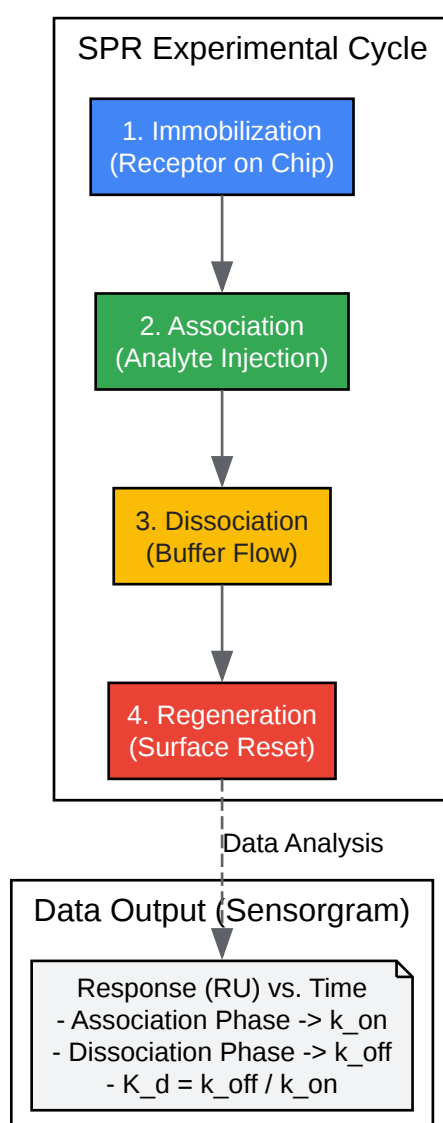 SPR Experimental Cycle
1. Immobilization
(Receptor on Chip)
2. Association
(Analyte Injection)
3. Dissociation
(Buffer Flow)
4. Regeneration
(Surface Reset)
Data Analysis
Data Output (Sensorgram)
Response (RU) vs. Time
- Association Phase -> k_on
- Dissociation Phase -> k_off
- K_d = k_off / k_on